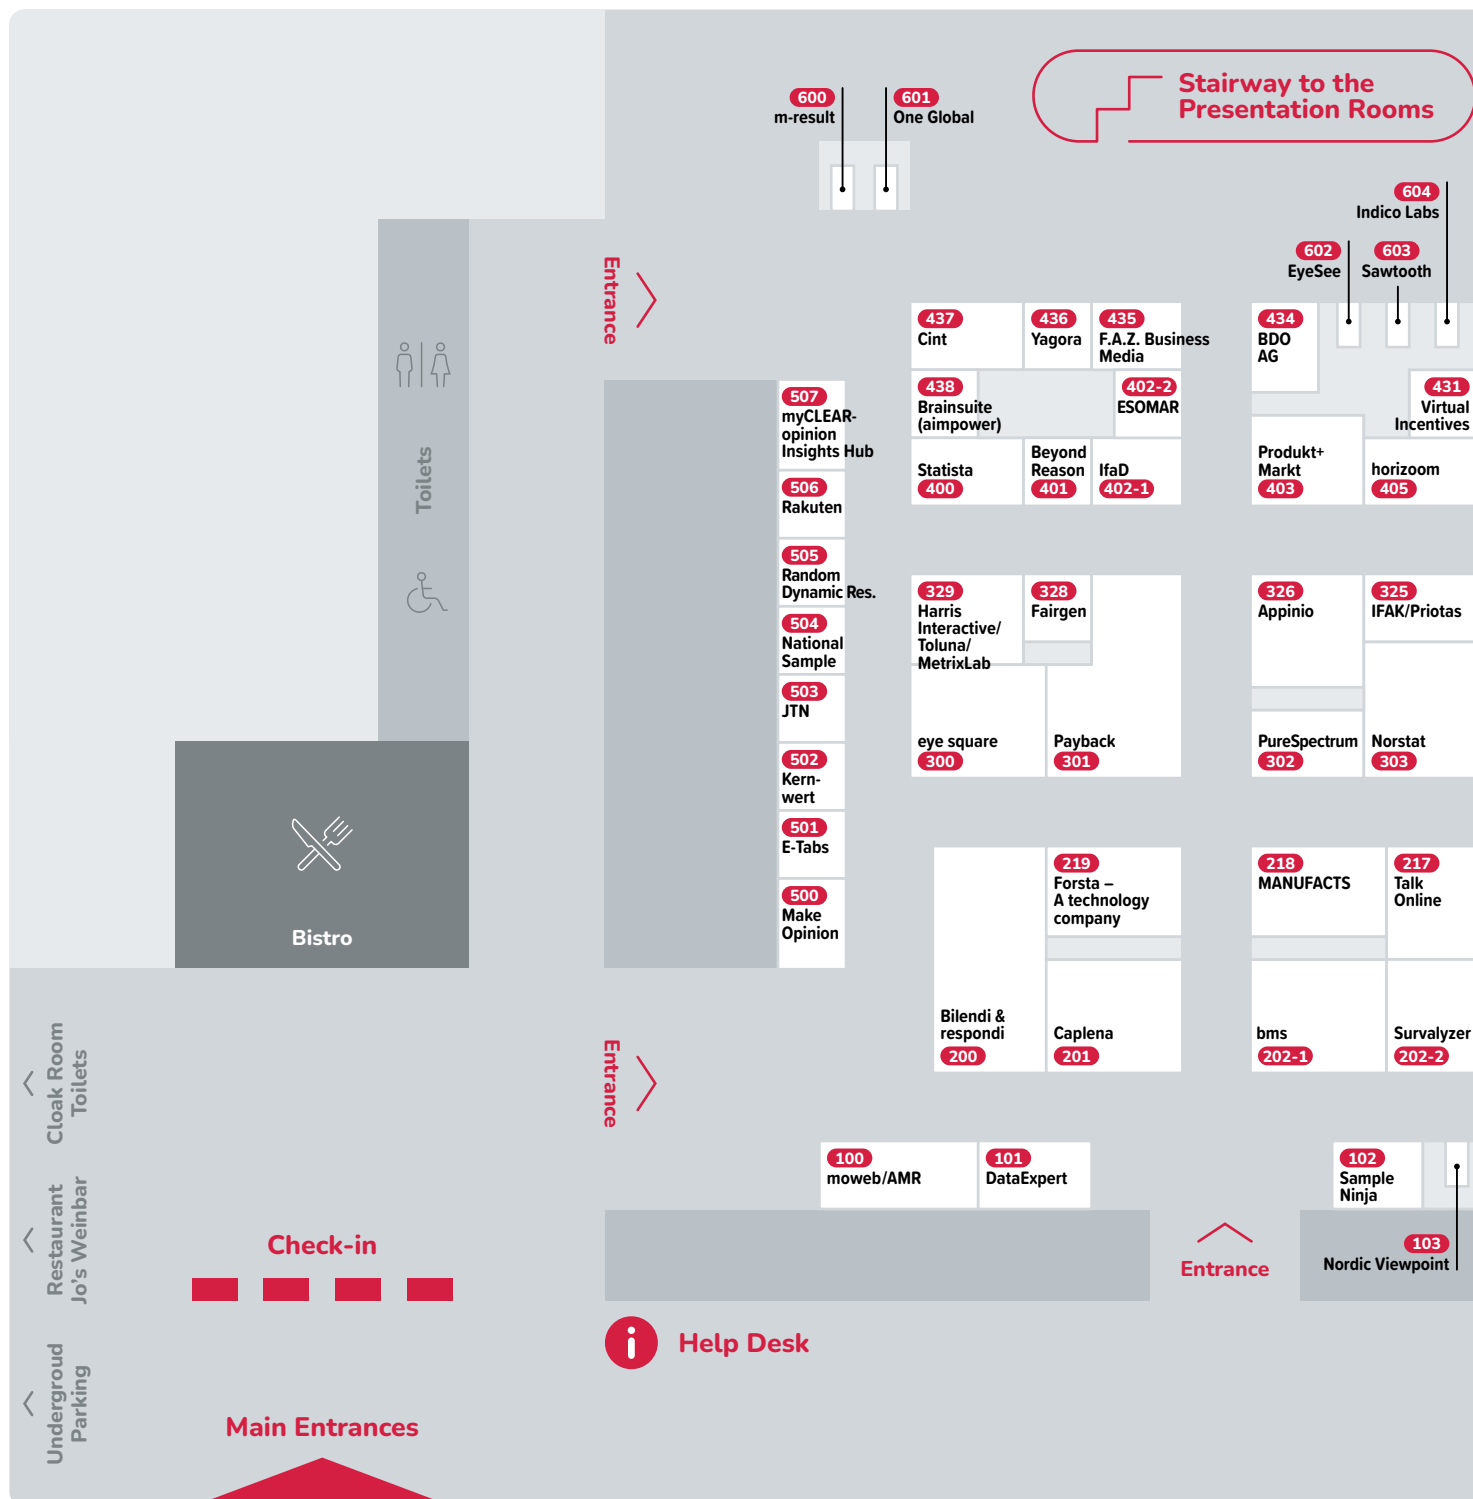 Stairway to the
Presentation Rooms
600
m-result
601
One Global
604
Indico Labs
602
EyeSee
603
Sawtooth
Entrance
437
Cint
436
Yagora
435
F.A.Z. Business
Media
434
BDO
AG
438
Brainsuite
(aimpower)
402-2
ESOMAR
431
Virtual
Incentives
Statista
400
Beyond
Reason
401
IfaD
402-1
Produkt+
Markt
403
horizoom
405
507
myCLEAR-
opinion
Insights Hub
506
Rakuten
505
Random
Dynamic Res.
504
National
Sample
503
JTN
502
Kern-
wert
501
E-Tabs
500
Make
Opinion
Toilets
Bistro
329
Harris
Interactive/
Toluna/
MetrixLab
328
Fairgen
326
Appinio
325
IFAK/Priotas
eye square
300
Payback
301
PureSpectrum
302
Norstat
303
219
Forsta –
A technology
company
218
MANUFACTS
217
Talk
Online
Bilendi &
respondi
200
Caplena
201
bms
202-1
Survalyzer
202-2
Entrance
Cloak Room
Toilets
Restaurant
Jo's Weinbar
Undergroud
Parking
100
moweb/AMR
101
DataExpert
102
Sample
Ninja
103
Nordic Viewpoint
Entrance
Check-in
Help Desk
Main Entrances